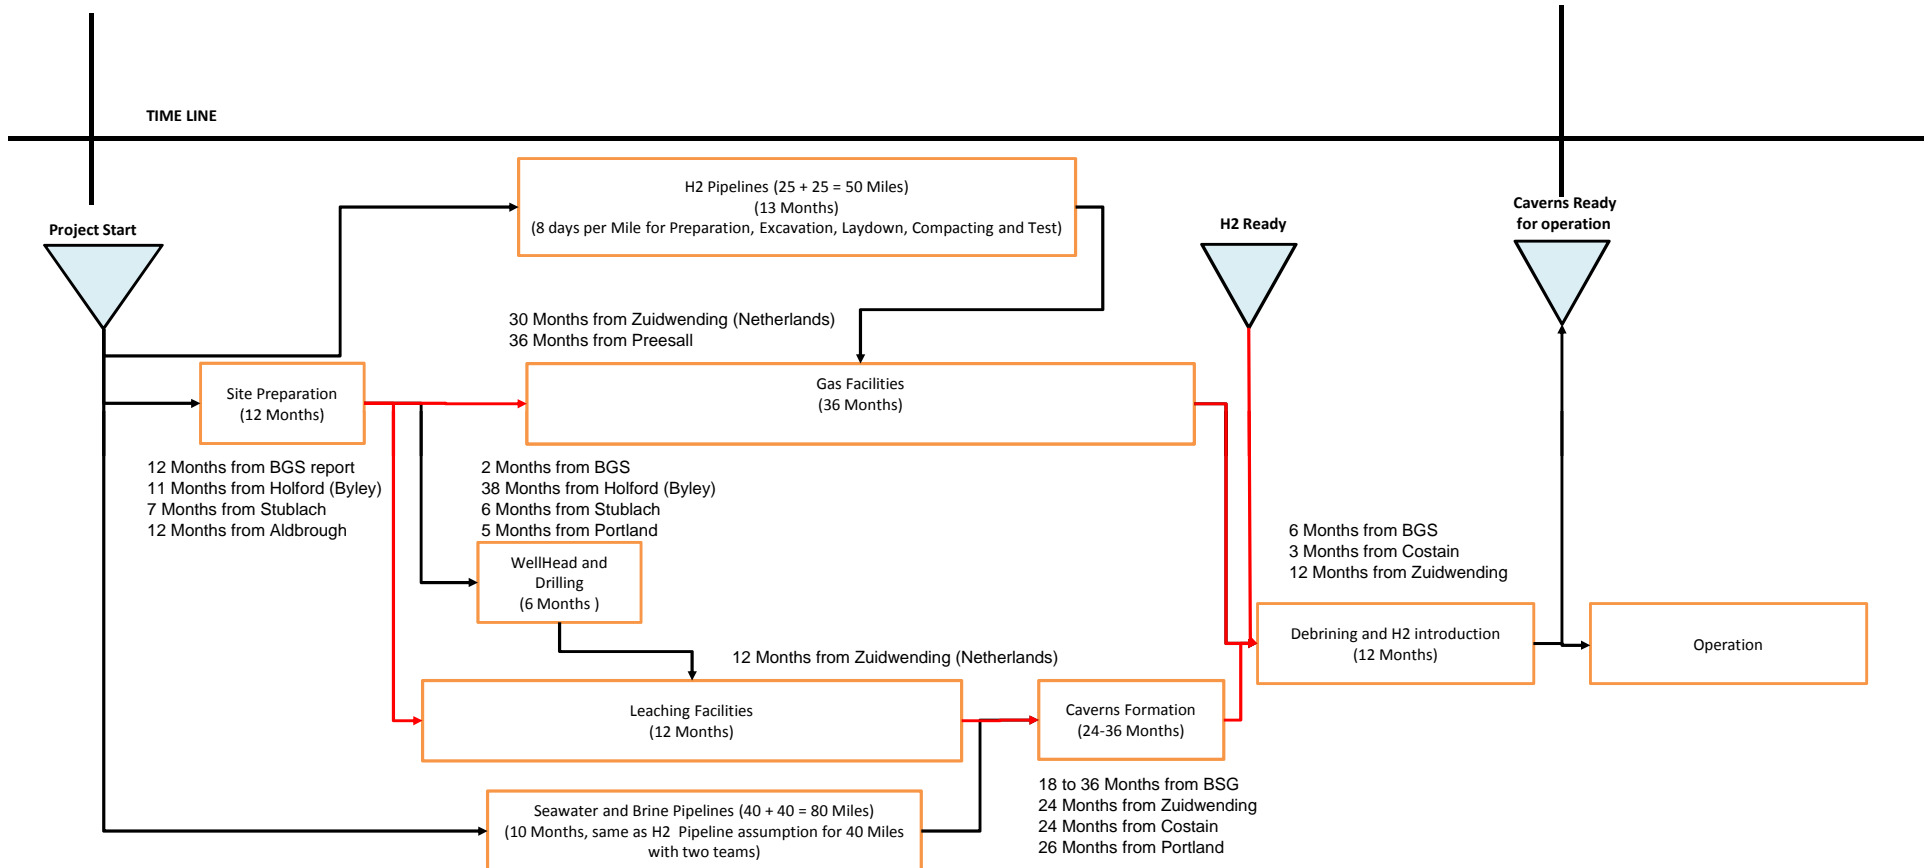 TIME LINE
H2 Pipelines (25 + 25 = 50 Miles)
(13 Months)
(8 days per Mile for Preparation, Excavation, Laydown, Compacting and Test)
Project Start
H2 Ready
Caverns Ready
for operation
30 Months from Zuidwending (Netherlands)
36 Months from Preesall
Site Preparation
(12 Months)
Gas Facilities
(36 Months)
12 Months from BGS report
11 Months from Holford (Byley)
7 Months from Stublach
12 Months from Aldbrough
2 Months from BGS
38 Months from Holford (Byley)
6 Months from Stublach
5 Months from Portland
WellHead and
Drilling
(6 Months )
6 Months from BGS
3 Months from Costain
12 Months from Zuidwending
Debrining and H2 introduction
(12 Months)
Operation
12 Months from Zuidwending (Netherlands)
Leaching Facilities
(12 Months)
Caverns Formation
(24-36 Months)
18 to 36 Months from BSG
24 Months from Zuidwending
24 Months from Costain
26 Months from Portland
Seawater and Brine Pipelines (40 + 40 = 80 Miles)
(10 Months, same as H2  Pipeline assumption for 40 Miles
with two teams)